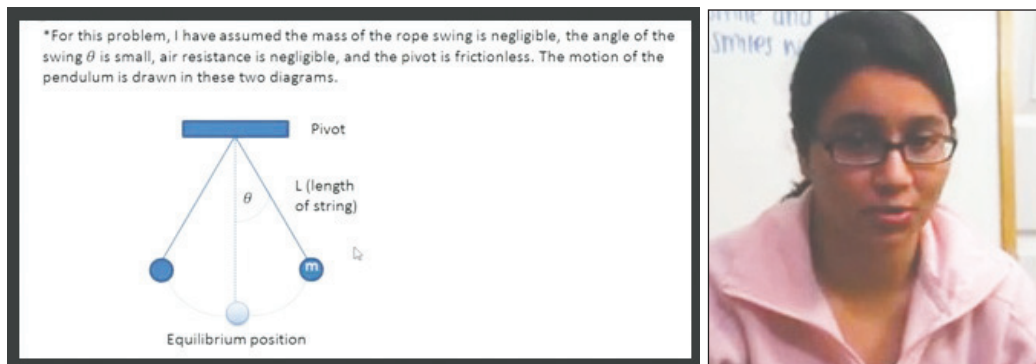 *For this problem, I have assumed the mass of the rope swing is negligible, the angle of the
swing θ is small, air resistance is negligible, and the pivot is frictionless. The motion of the
pendulum is drawn in these two diagrams.
Pivot
L (length
of string)
θ
m
Equilibrium position
and
smiles